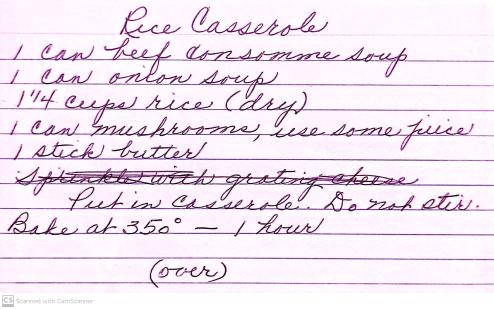 Rice Casserole
1 can beef consomme soup
1 can onion soup
1 1/4 cups rice (dry)
1 can mushrooms, use some juice
1 stick butter
Sprinkle with grating cheese
Put in casserole. Do not stir.
Bake at 350° — 1 hour
(over)
CS Scanned with CamScanner